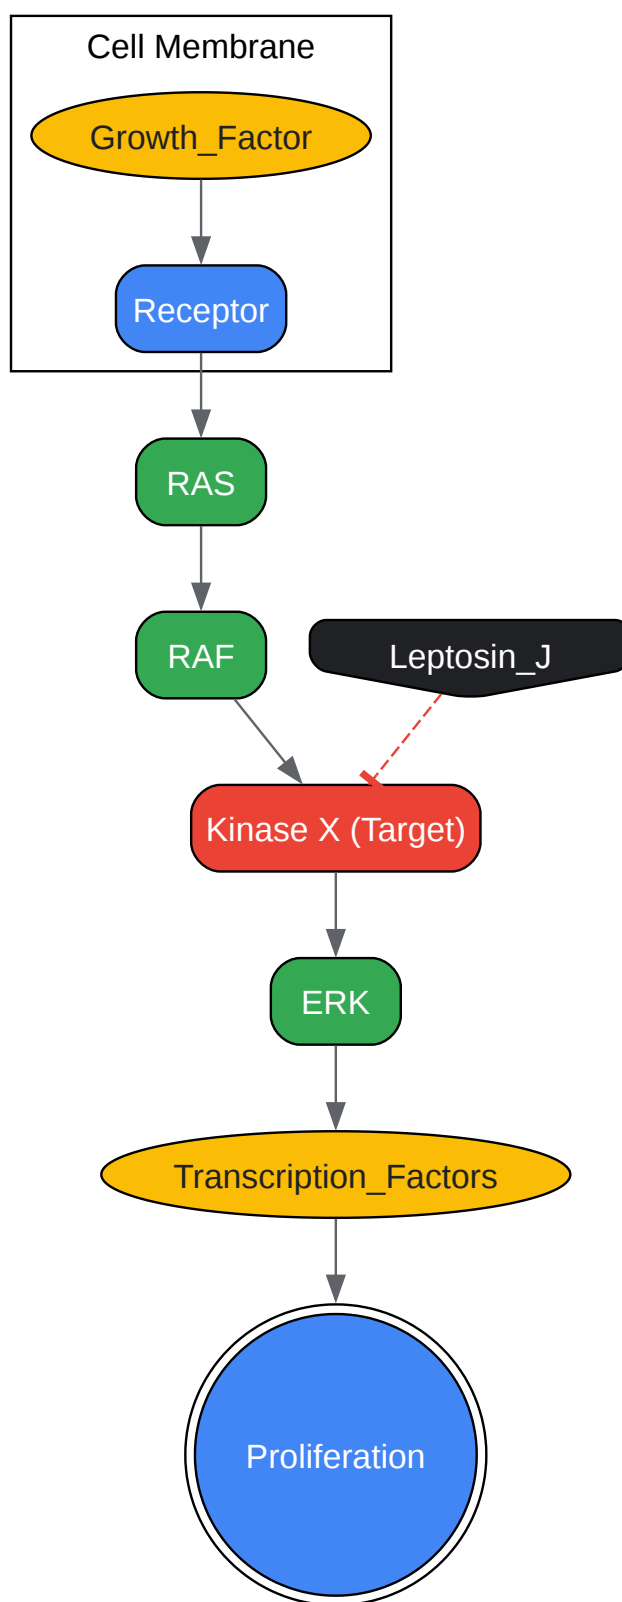 Cell Membrane
Growth_Factor
Receptor
RAS
RAF
Leptosin_J
Kinase X (Target)
ERK
Transcription_Factors
Proliferation